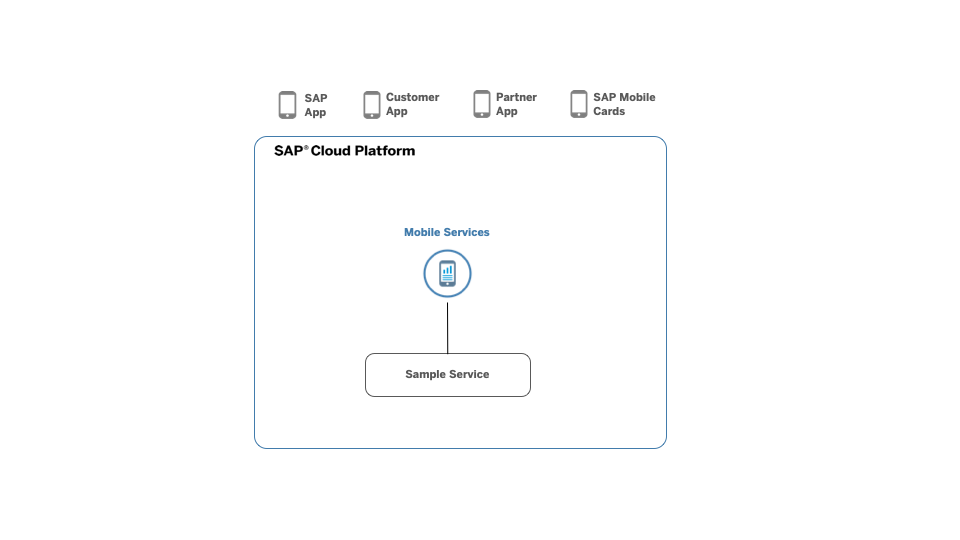 SAP
App
Customer
App
Partner
App
SAP Mobile
Cards
SAP® Cloud Platform
Mobile Services
Sample Service